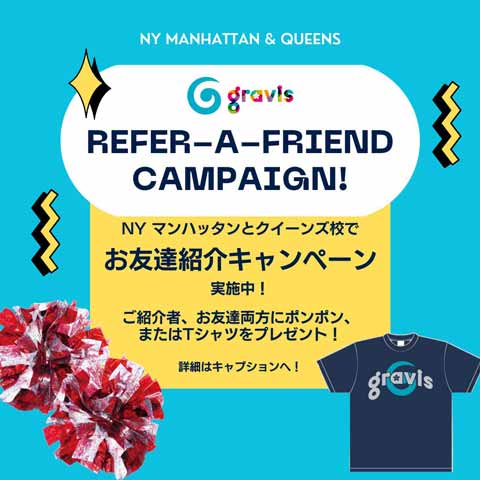 NY MANHATTAN & QUEENS
gravis
REFER-A-FRIEND
CAMPAIGN!
NY マンハッタンとクイーンズ校で
お友達紹介キャンペーン
実施中！
ご紹介者、お友達両方にポンポン、
またはTシャツをプレゼント！
詳細はキャプションへ！
gravis